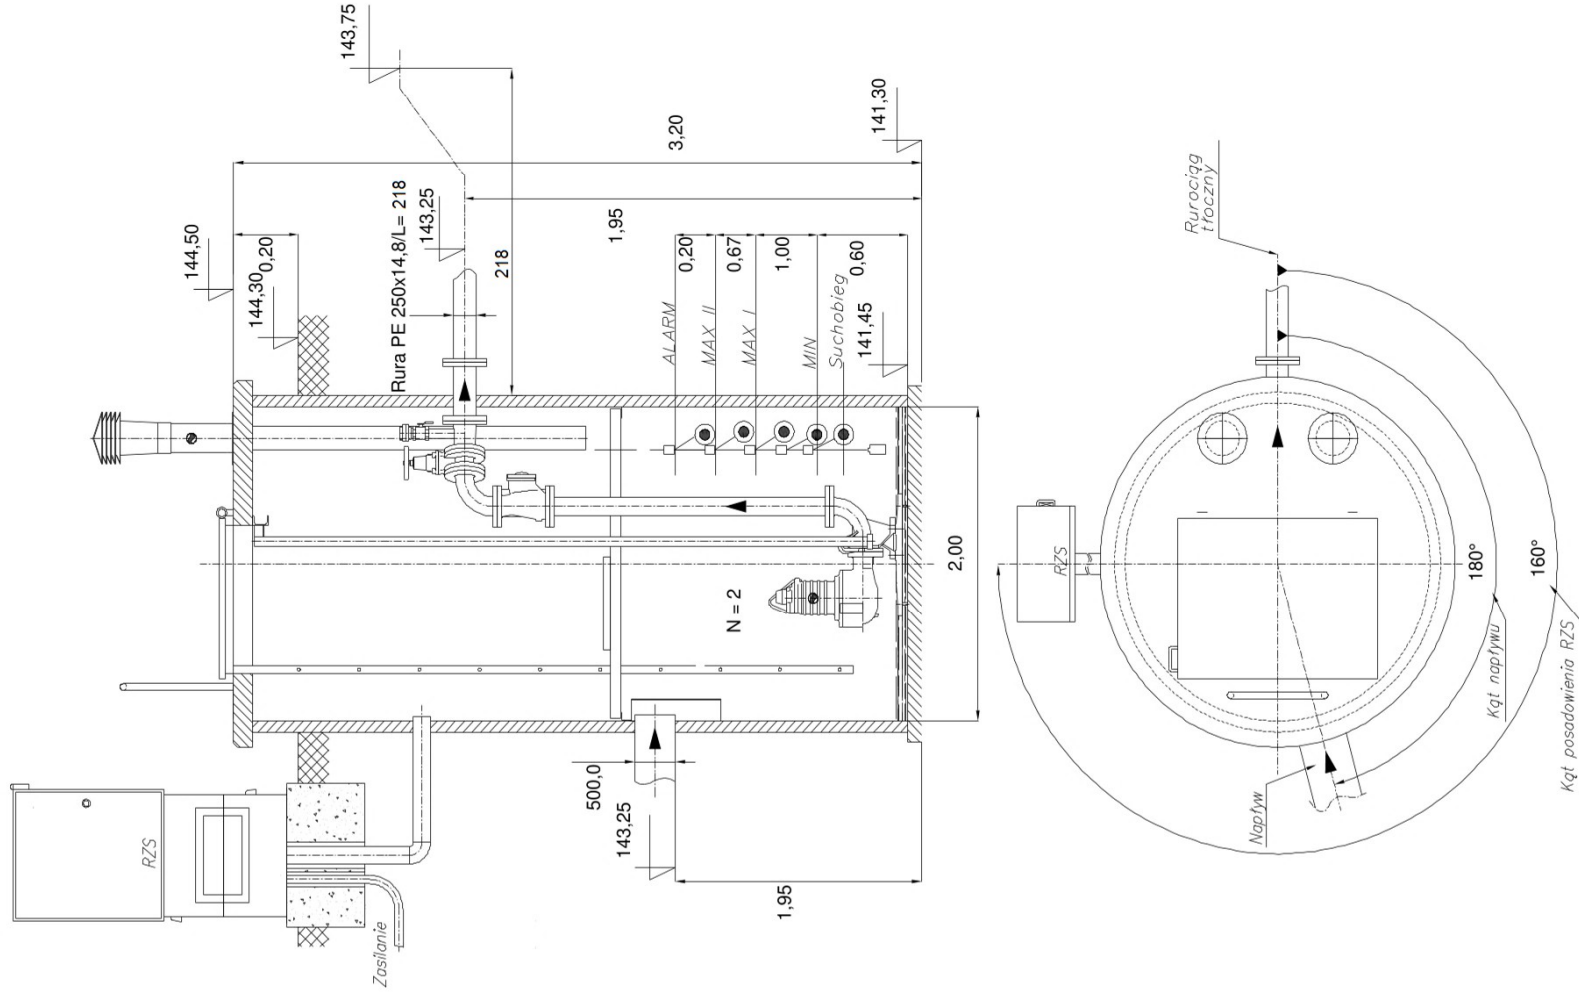 143,75
144,50
144,30
0,20
Rura PE 250x14,8/L= 218
143,25
218
3,20
141,30
1,95
ALARM
MAX II
MAX I
MIN
Suchobieg
0,20
0,67
1,00
0,60
141,45
N = 2
2,00
RZS
Zasilanie
500,0
143,25
1,95
Rurociąg
tłoczny
RZS
180°
160°
Napływ
Kąt napływu
Kąt posadowienia RZS